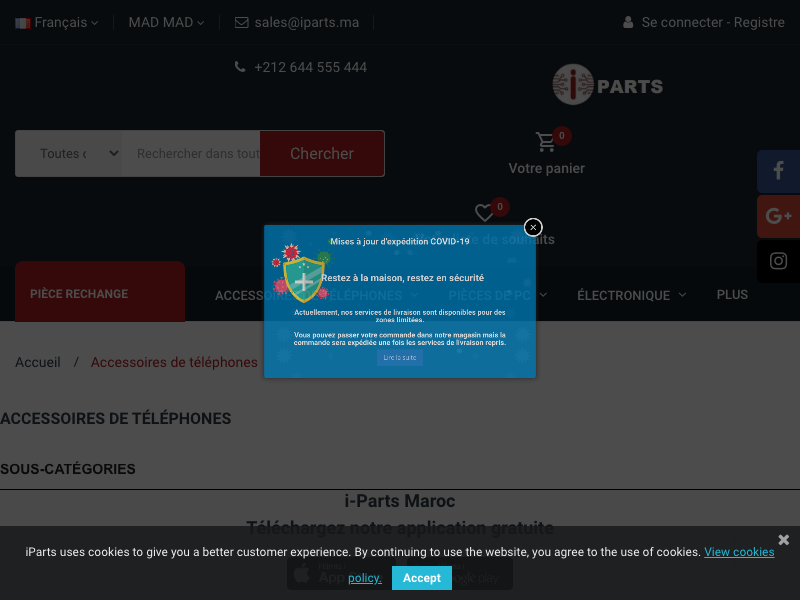 Français
MAD MAD
sales@iparts.ma
Se connecter - Registre
+212 644 555 444
i PARTS
Toutes c
Rechercher dans tout
Chercher
0
Votre panier
0
de souhaits
Mises à jour d'expédition COVID-19
Restez à la maison, restez en sécurité
Actuellement, nos services de livraison sont disponibles pour des
zones limitées.
Vous pouvez passer votre commande dans notre magasin mais la
commande sera expédiée une fois les services de livraison repris.
Lire la suite
PIÈCE RECHANGE
ACCESSOIRES DE TÉLÉPHONES
PIÈCES DE PC
ÉLECTRONIQUE
PLUS
Accueil / Accessoires de téléphones
ACCESSOIRES DE TÉLÉPHONES
SOUS-CATÉGORIES
i-Parts Maroc
Téléchargez notre application gratuite
iParts uses cookies to give you a better customer experience. By continuing to use the website, you agree to the use of cookies. View cookies
policy. Accept